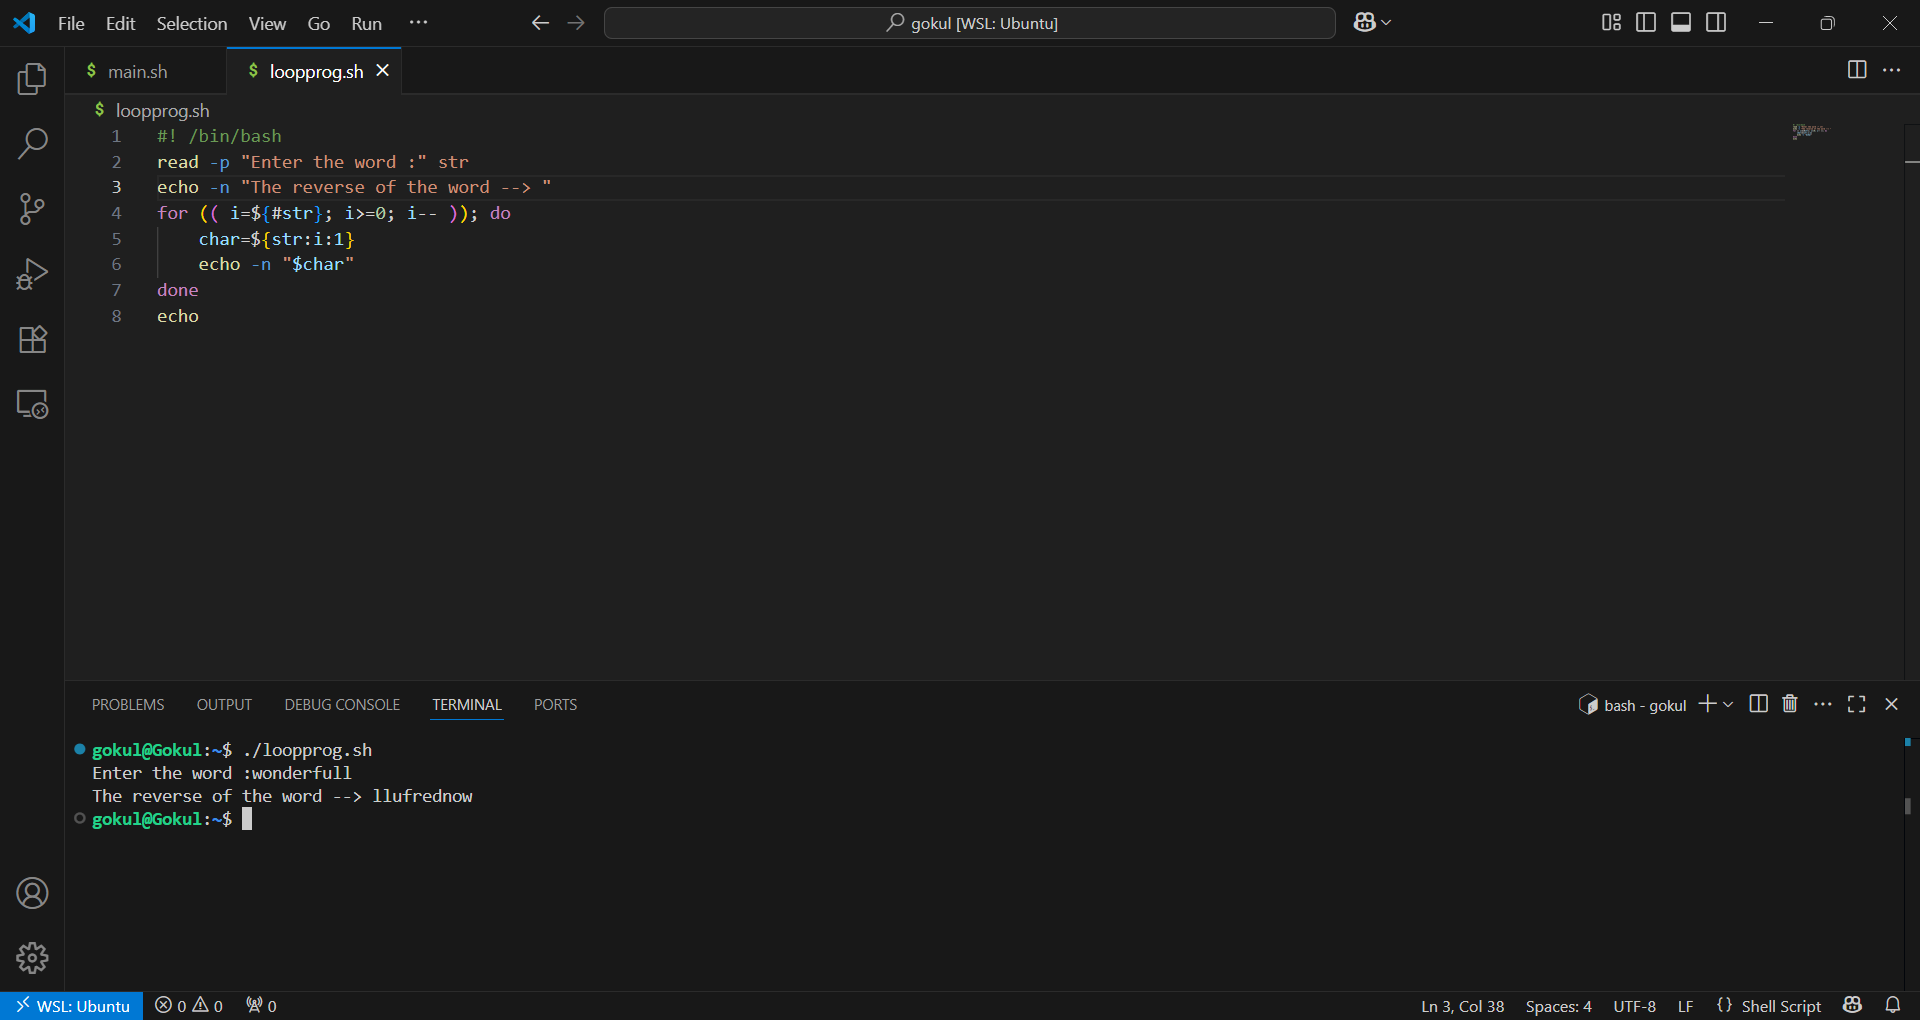 File Edit Selection View Go Run ···
gokul [WSL: Ubuntu]
$ main.sh
$ loopprog.sh
$ loopprog.sh
1 #! /bin/bash
2 read -p "Enter the word :" str
3 echo -n "The reverse of the word --> "
4 for (( i=${#str}; i>=0; i-- )); do
5     char=${str:i:1}
6     echo -n "$char"
7 done
8 echo
PROBLEMS OUTPUT DEBUG CONSOLE TERMINAL PORTS
bash - gokul
gokul@Gokul:~$ ./loopprog.sh
Enter the word :wonderfull
The reverse of the word --> llufrednow
gokul@Gokul:~$
WSL: Ubuntu 0 0 0
Ln 3, Col 38 Spaces: 4 UTF-8 LF {} Shell Script